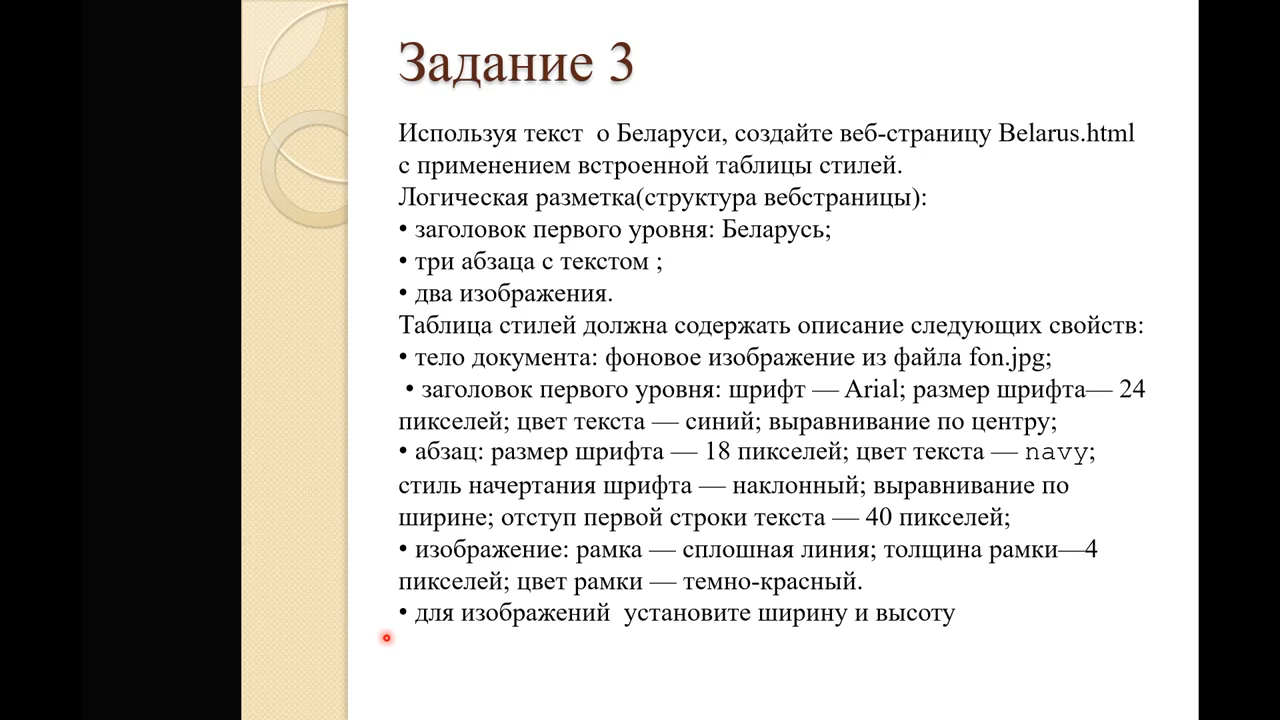 Задание 3
Используя текст о Беларуси, создайте веб-страницу Belarus.html
с применением встроенной таблицы стилей.
Логическая разметка(структура вебстраницы):
• заголовок первого уровня: Беларусь;
• три абзаца с текстом ;
• два изображения.
Таблица стилей должна содержать описание следующих свойств:
• тело документа: фоновое изображение из файла fon.jpg;
• заголовок первого уровня: шрифт — Arial; размер шрифта— 24
пикселей; цвет текста — синий; выравнивание по центру;
• абзац: размер шрифта — 18 пикселей; цвет текста — navy;
стиль начертания шрифта — наклонный; выравнивание по
ширине; отступ первой строки текста — 40 пикселей;
• изображение: рамка — сплошная линия; толщина рамки—4
пикселей; цвет рамки — темно-красный.
• для изображений установите ширину и высоту